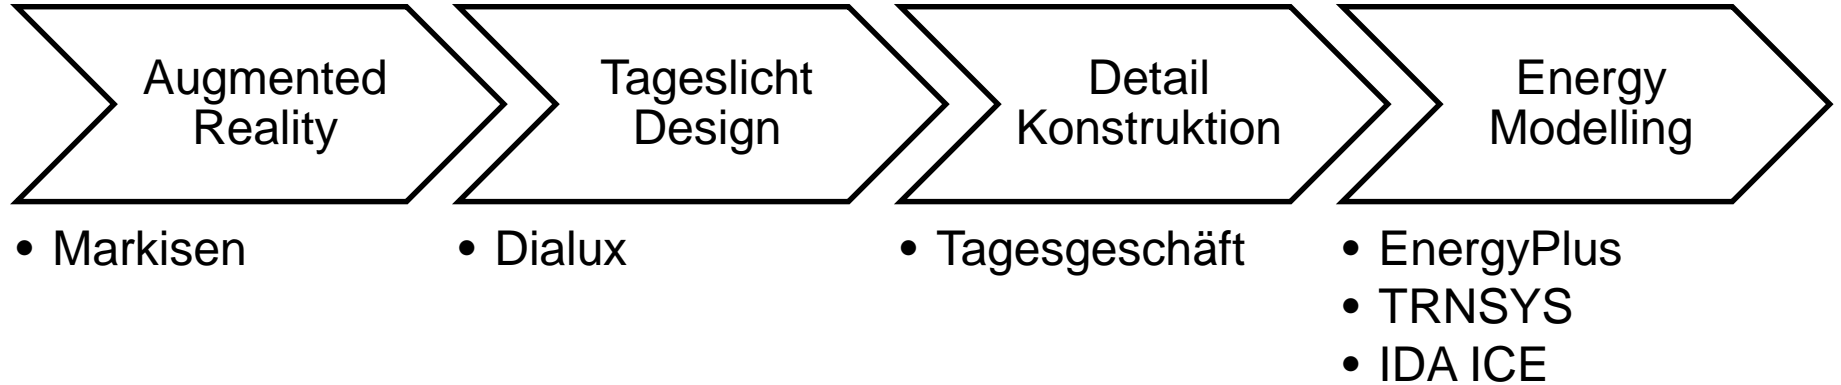 Augmented
Reality
• Markisen
Tageslicht
Design
• Dialux
Detail
Konstruktion
• Tagesgeschäft
Energy
Modelling
• EnergyPlus
• TRNSYS
• IDA ICE